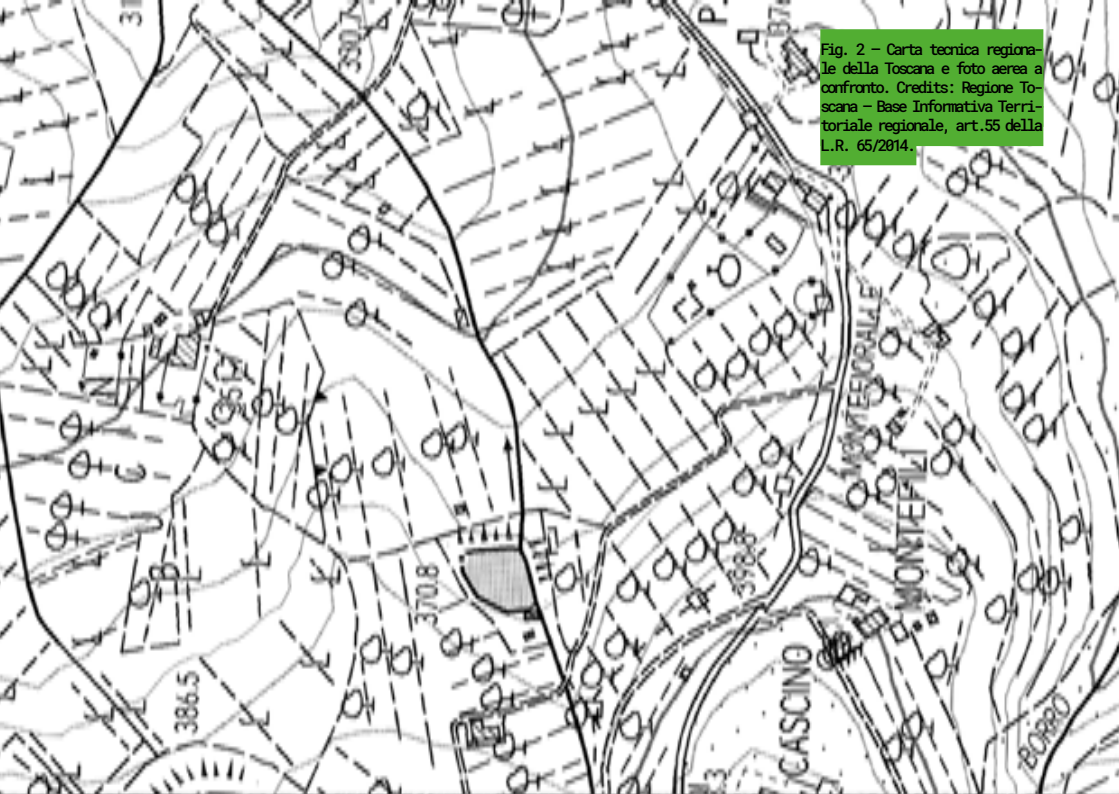 Fig. 2 – Carta tecnica regiona-
le della Toscana e foto aerea a
confronto. Credits: Regione To-
scana – Base Informativa Terri-
toriale regionale, art.55 della
L.R. 65/2014.
MONTEFILI
398.8
370.8
CASCINO
386.5
BORRO